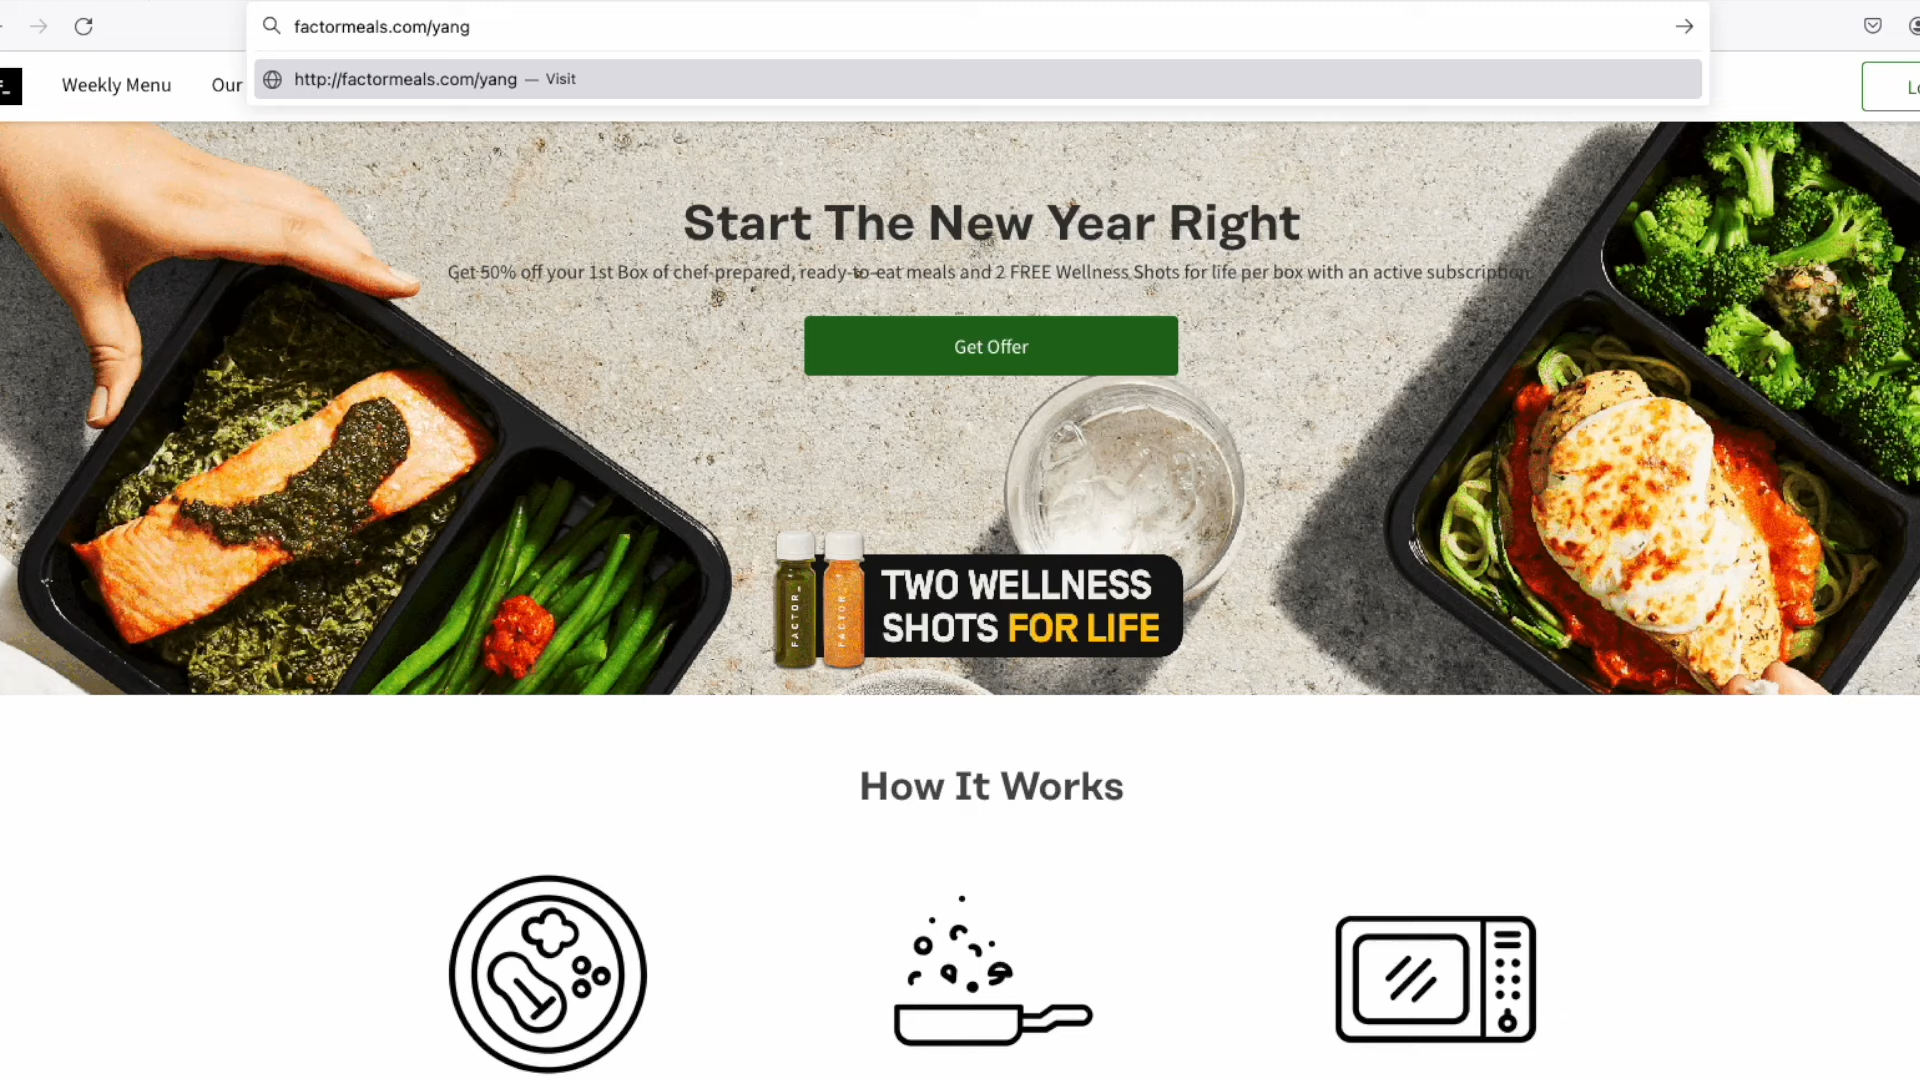 factormeals.com/yang
http://factormeals.com/yang — Visit
Weekly Menu
Our
Start The New Year Right
Get 50% off your 1st Box of chef-prepared, ready-to-eat meals and 2 FREE Wellness Shots for life per box with an active subscription.
Get Offer
FACTOR_
FACTOR_
TWO WELLNESS
SHOTS FOR LIFE
How It Works